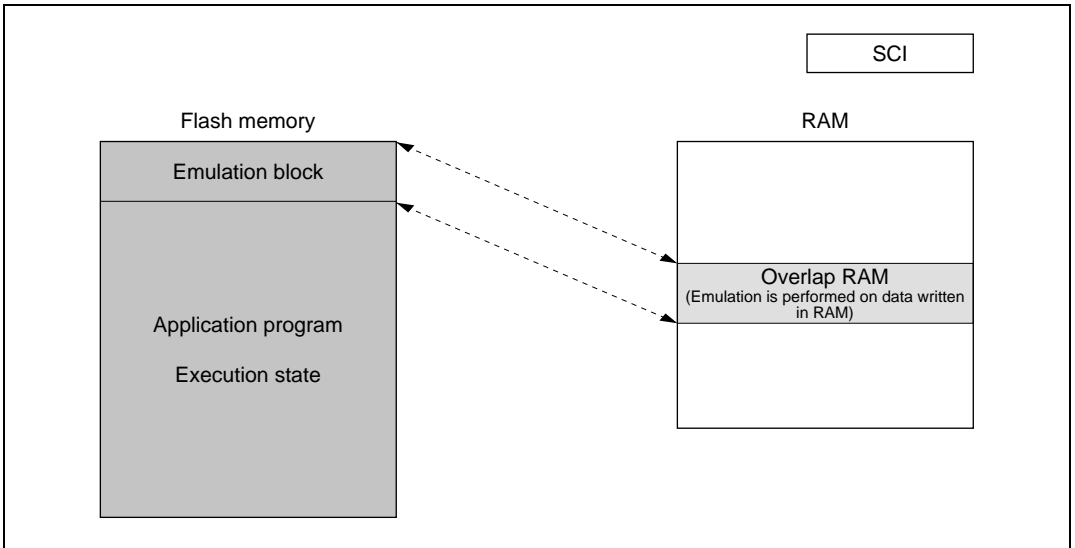 SCI
Flash memory
RAM
Emulation block
Overlap RAM
(Emulation is performed on data written
in RAM)
Application program
Execution state